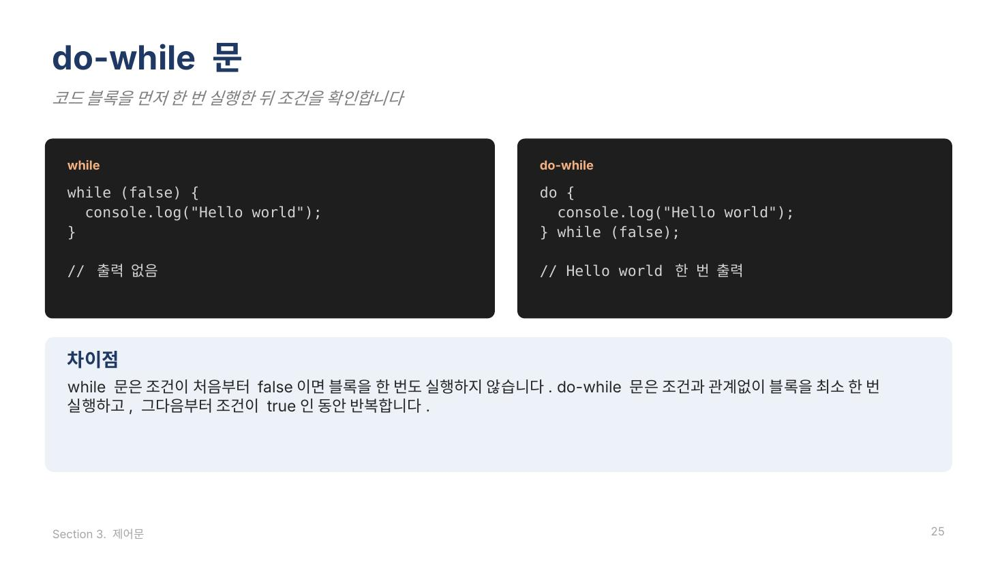 do-while 문
코드 블록을 먼저 한 번 실행한 뒤 조건을 확인합니다
while
while (false) {
  console.log("Hello world");
}
// 출력 없음
do-while
do {
  console.log("Hello world");
} while (false);
// Hello world 한 번 출력
차이점
while 문은 조건이 처음부터 false 이면 블록을 한 번도 실행하지 않습니다 . do-while 문은 조건과 관계없이 블록을 최소 한 번
실행하고 , 그다음부터 조건이 true 인 동안 반복합니다 .
Section 3. 제어문
25